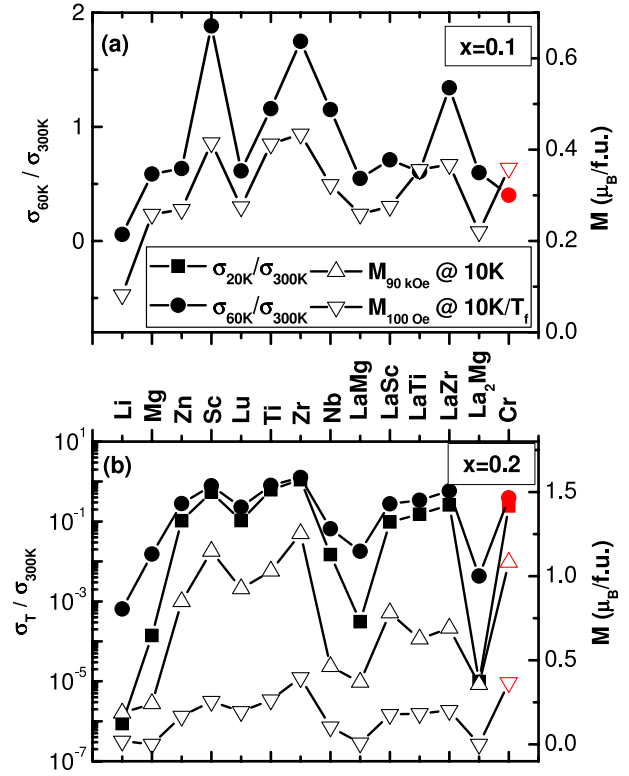 (a)
x=0.1
2
1
0
σ60K / σ300K
0.6
0.4
0.2
0.0
M (μB/f.u.)
σ20K/σ300K
M90 kOe @ 10K
σ60K/σ300K
M100 Oe @ 10K/Tf
Li
Mg
Zn
Sc
Lu
Ti
Zr
Nb
LaMg
LaSc
LaTi
LaZr
La2Mg
Cr
(b)
x=0.2
10^1
10^-1
10^-3
10^-5
10^-7
σT / σ300K
1.5
1.0
0.5
0.0
M (μB/f.u.)